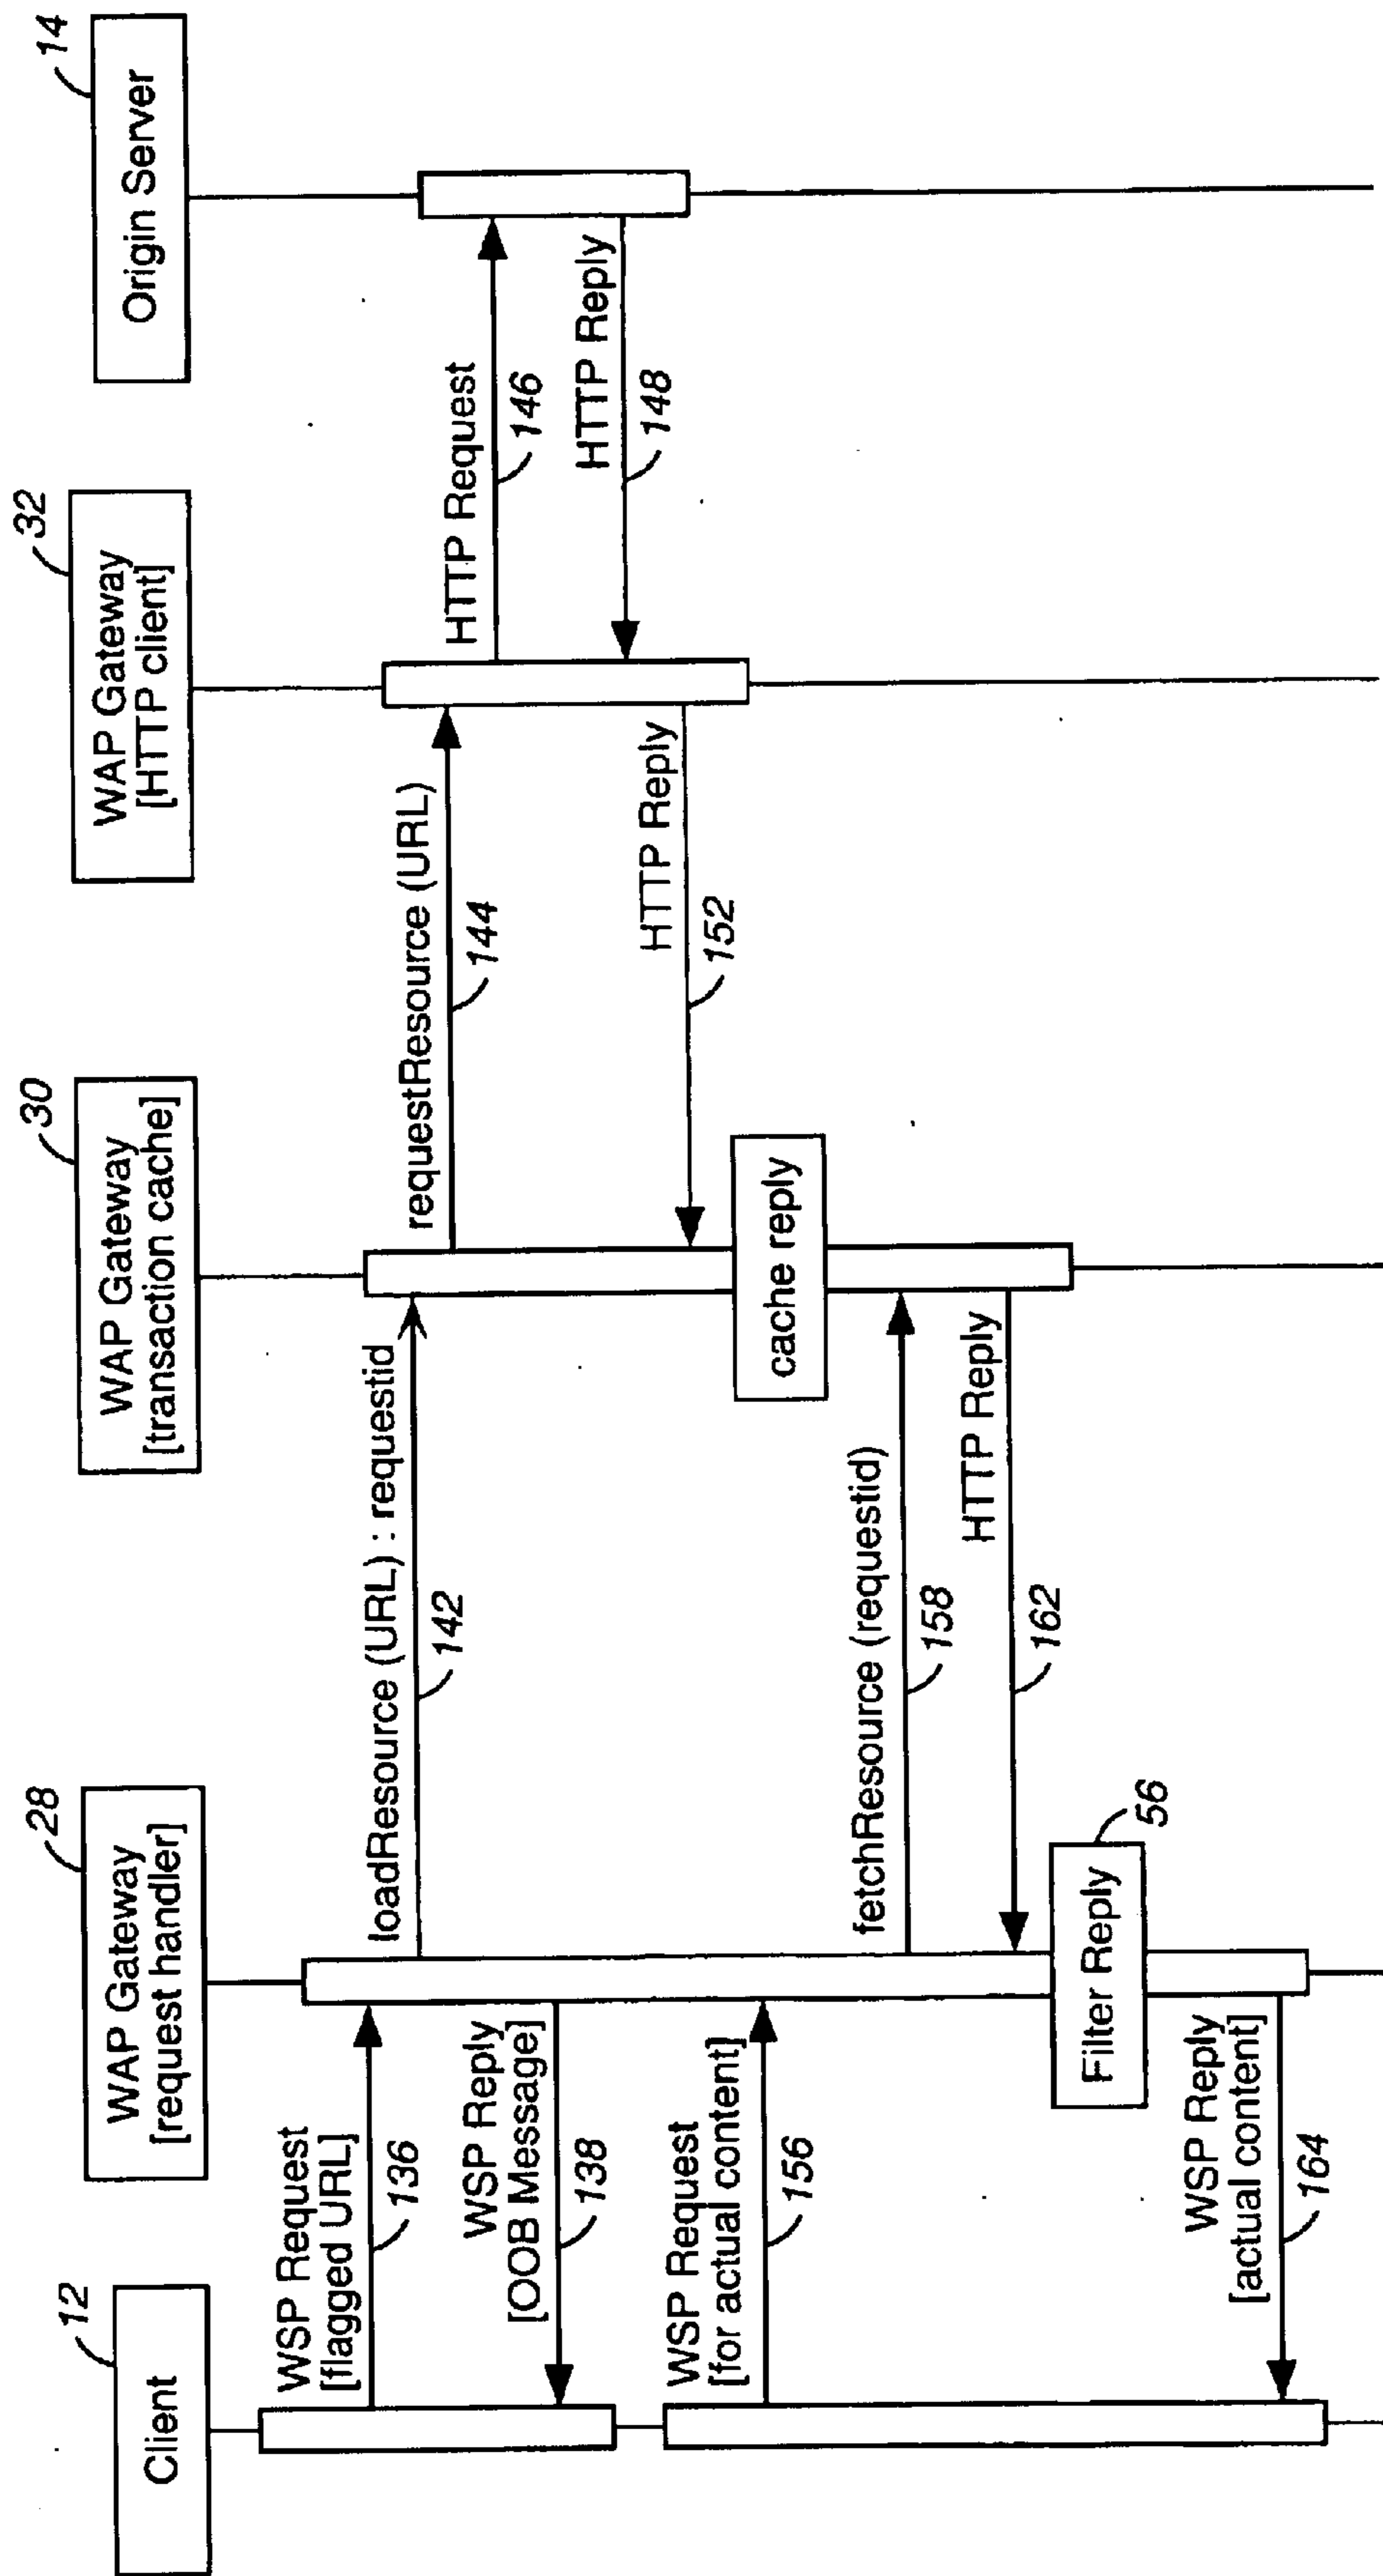 12
Client
28
WAP Gateway
[request handler]
30
WAP Gateway
[transaction cache]
32
WAP Gateway
[HTTP client]
14
Origin Server
WSP Request
[flagged URL]
136
loadResource (URL) : requestid
142
requestResource (URL)
144
HTTP Request
146
WSP Reply
[OOB Message]
138
HTTP Reply
148
HTTP Reply
152
WSP Request
[for actual content]
156
cache reply
fetchResource (requestid)
158
HTTP Reply
162
Filter Reply
56
WSP Reply
[actual content]
164